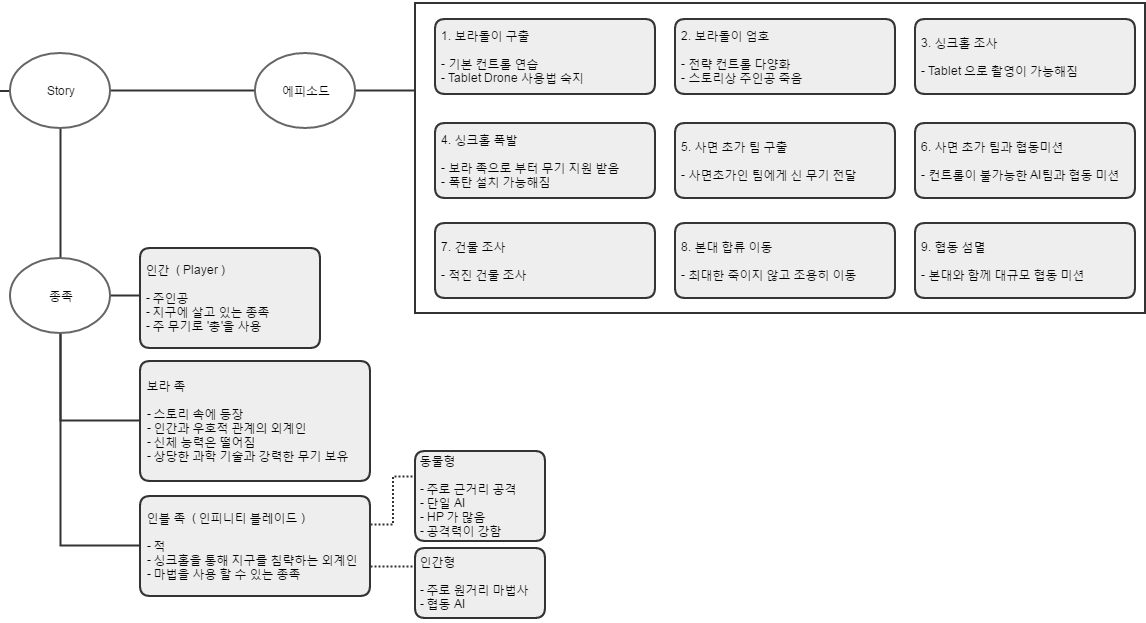 Story
에피소드
1. 보라돌이 구출
- 기본 컨트롤 연습
- Tablet Drone 사용법 숙지
2. 보라돌이 엄호
- 전략 컨트롤 다양화
- 스토리상 주인공 죽음
3. 싱크홀 조사
- Tablet 으로 촬영이 가능해짐
4. 싱크홀 폭발
- 보라 족으로 부터 무기 지원 받음
- 폭탄 설치 가능해짐
5. 사면 초가 팀 구출
- 사면초가인 팀에게 신 무기 전달
6. 사면 초가 팀과 협동미션
- 컨트롤이 불가능한 AI팀과 협동 미션
7. 건물 조사
- 적진 건물 조사
8. 본대 합류 이동
- 최대한 죽이지 않고 조용히 이동
9. 협동 섬멸
- 본대와 함께 대규모 협동 미션
종족
인간 ( Player )
- 주인공
- 지구에 살고 있는 종족
- 주 무기로 '총'을 사용
보라 족
- 스토리 속에 등장
- 인간과 우호적 관계의 외계인
- 신체 능력은 떨어짐
- 상당한 과학 기술과 강력한 무기 보유
인블 족 ( 인피니티 블레이드 )
- 적
- 싱크홀을 통해 지구를 침략하는 외계인
- 마법을 사용 할 수 있는 종족
동물형
- 주로 근거리 공격
- 단일 AI
- HP 가 많음
- 공격력이 강함
인간형
- 주로 원거리 마법사
- 협동 AI